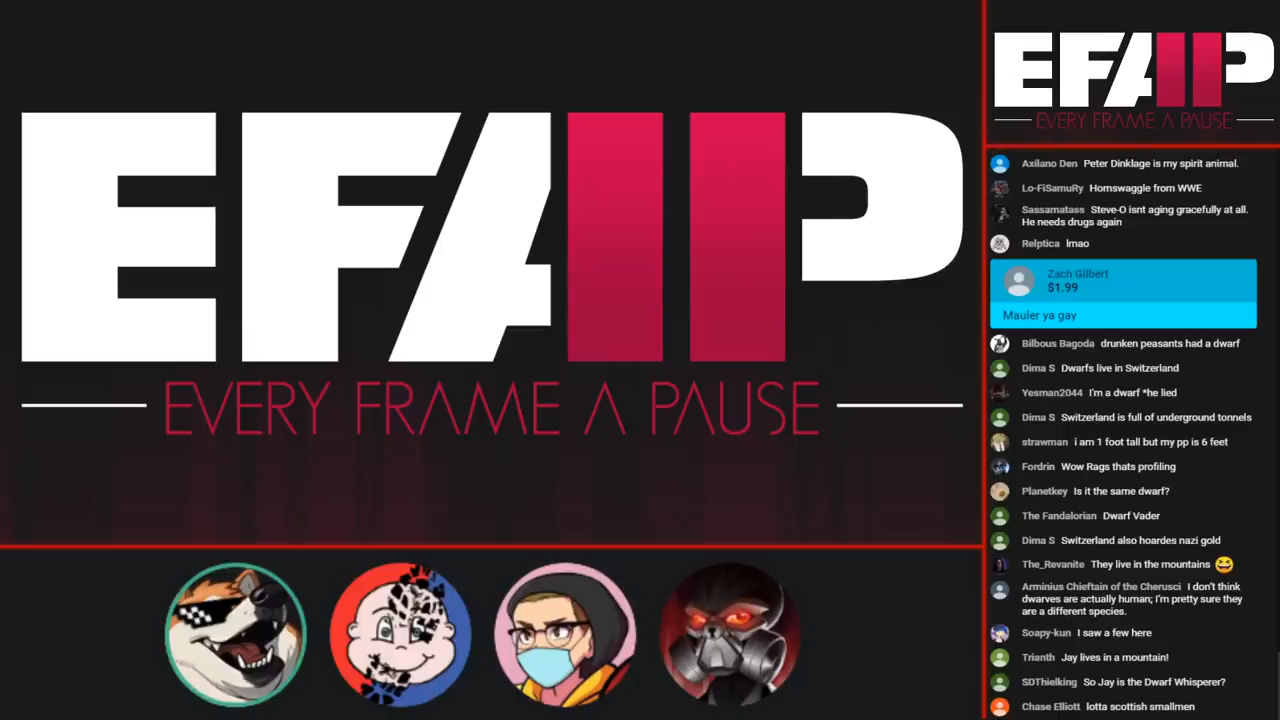 EFAP
EVERY FRAME A PAUSE
EFAP
EVERY FRAME A PAUSE
Axilano Den Peter Dinklage is my spirit animal.
Lo-FiSamuRy Hornswaggle from WWE
Sassamatass Steve-O isnt aging gracefully at all.
He needs drugs again
Relptica lmao
Zach Gilbert
$1.99
Mauler ya gay
Bilbous Bagoda drunken peasants had a dwarf
Dima S Dwarfs live in Switzerland
Yesman2044 I'm a dwarf *he lied
Dima S Switzerland is full of underground tonnels
strawman i am 1 foot tall but my pp is 6 feet
Fordrin Wow Rags thats profiling
Planetkey Is it the same dwarf?
The Fandalorian Dwarf Vader
Dima S Switzerland also hoardes nazi gold
The_Revanite They live in the mountains
Arminius Chieftain of the Cherusci I don't think
dwarves are actually human; I'm pretty sure they
are a different species.
Soapy-kun I saw a few here
Trianth Jay lives in a mountain!
SDThielking So Jay is the Dwarf Whisperer?
Chase Elliott lotta scottish smallmen